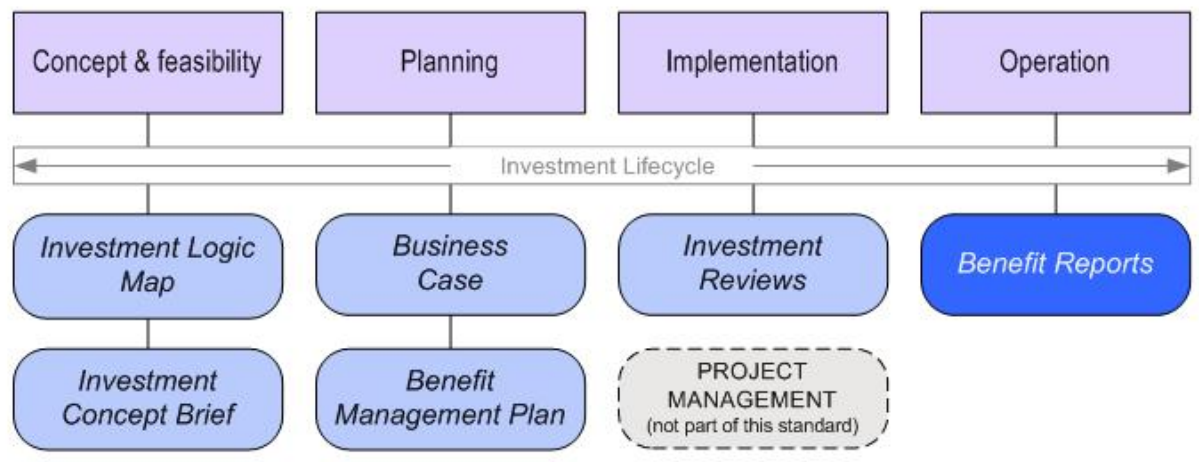 Concept & feasibility
Planning
Implementation
Operation
Investment Lifecycle
Investment Logic
Map
Business
Case
Investment
Reviews
Benefit Reports
Investment
Concept Brief
Benefit
Management Plan
PROJECT
MANAGEMENT
(not part of this standard)